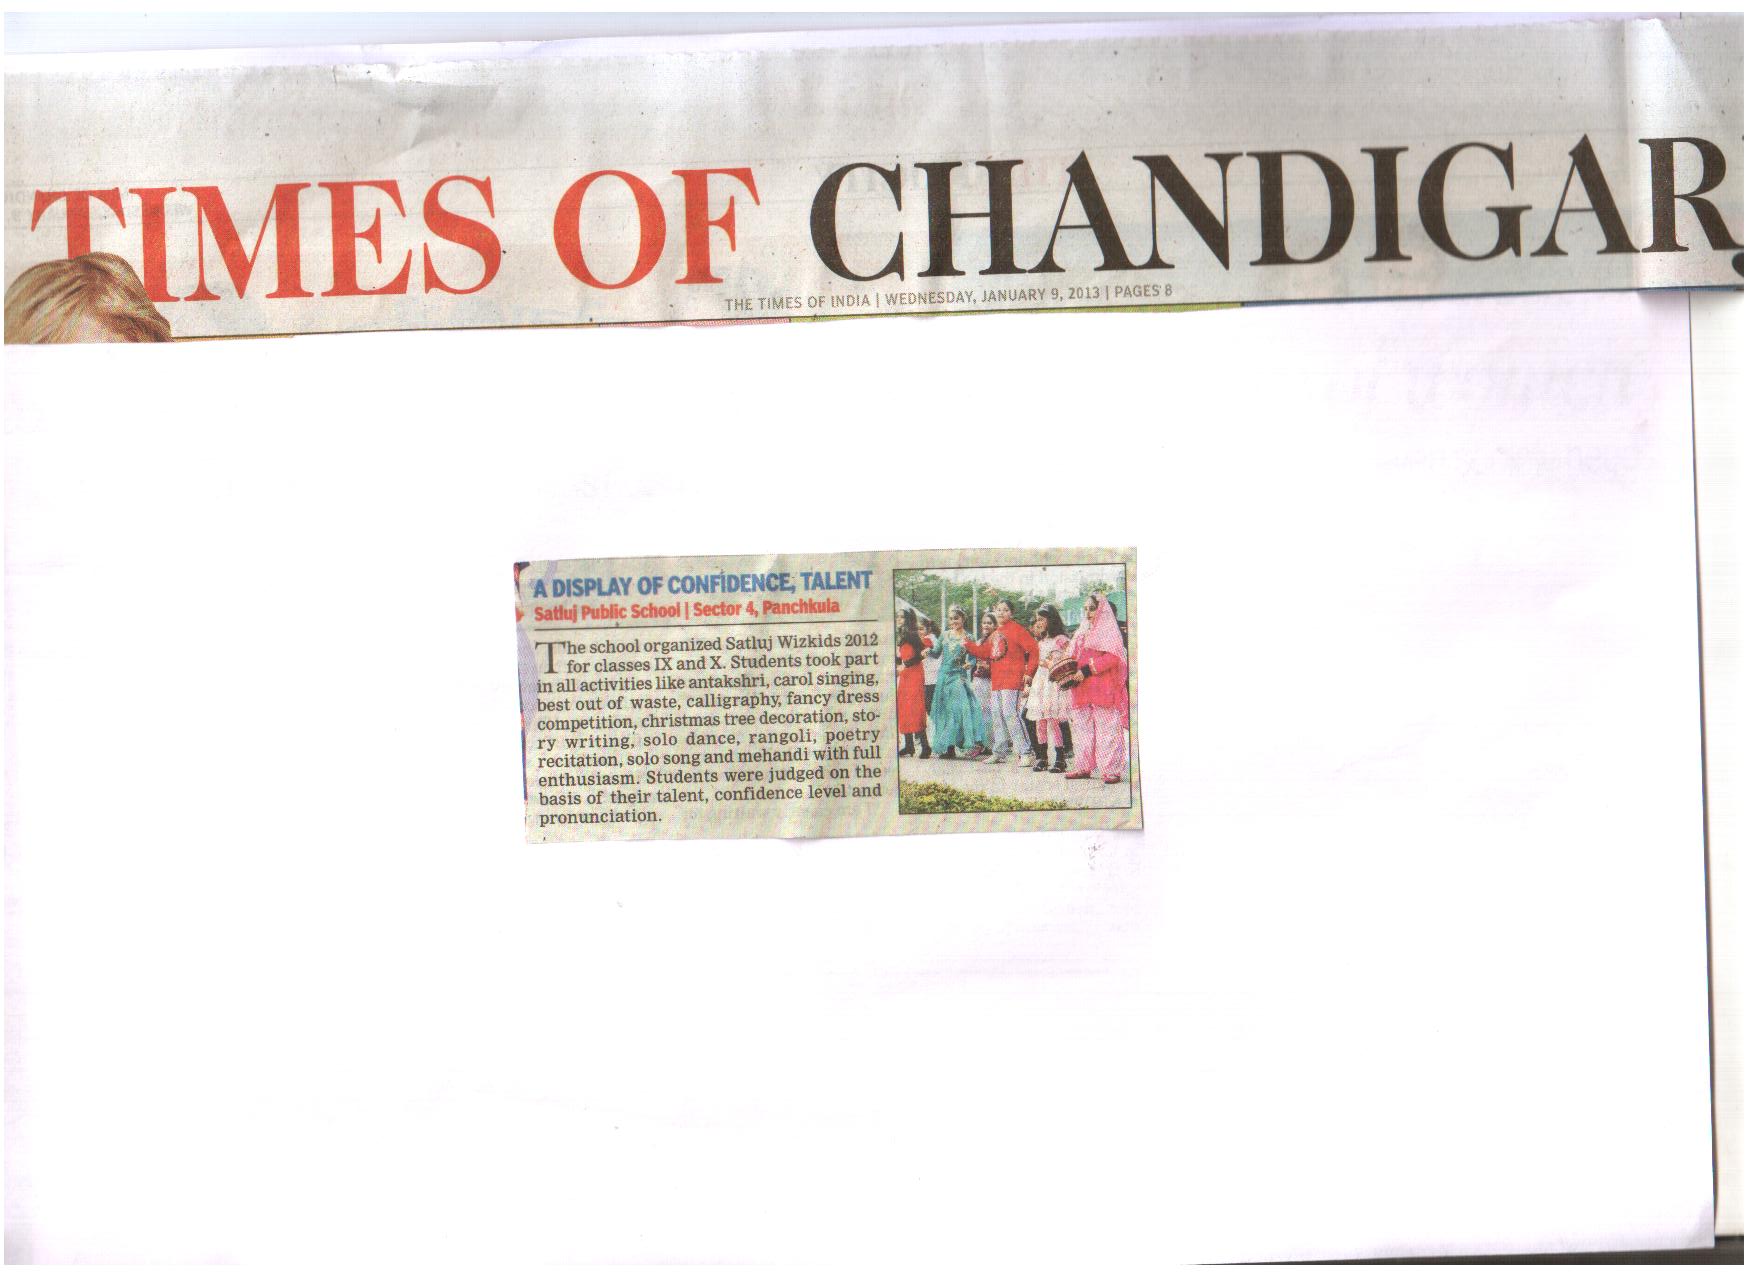 TIMES OF CHANDIGAR
THE TIMES OF INDIA | WEDNESDAY, JANUARY 9, 2013 | PAGES 8
A DISPLAY OF CONFIDENCE, TALENT
Satluj Public School | Sector 4, Panchkula
The school organized Satluj Wizkids 2012
for classes IX and X. Students took part
in all activities like antakshri, carol singing,
best out of waste, calligraphy, fancy dress
competition, christmas tree decoration, sto-
ry writing, solo dance, rangoli, poetry
recitation, solo song and mehandi with full
enthusiasm. Students were judged on the
basis of their talent, confidence level and
pronunciation.